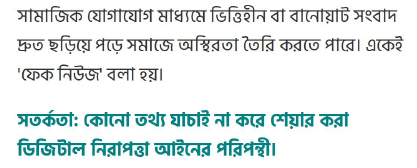 সামাজিক যোগাযোগ মাধ্যমে ভিত্তিহীন বা বানোয়াট সংবাদ
দ্রুত ছড়িয়ে পড়ে সমাজে অস্থিরতা তৈরি করতে পারে। একেই
'ফেক নিউজ' বলা হয়।
সতর্কতা: কোনো তথ্য যাচাই না করে শেয়ার করা
ডিজিটাল নিরাপত্তা আইনের পরিপন্থী।